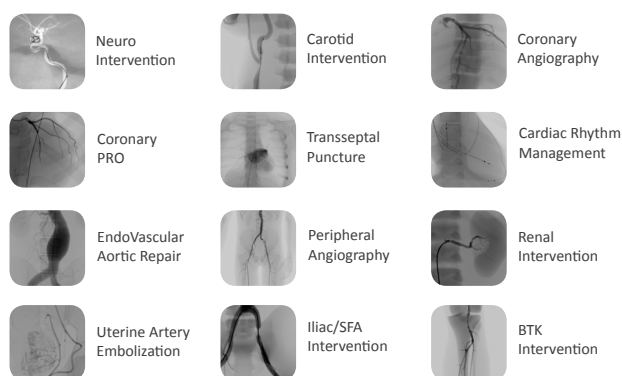 Neuro
Intervention
Carotid
Intervention
Coronary
Angiography
Coronary
PRO
Transseptal
Puncture
Cardiac Rhythm
Management
EndoVascular
Aortic Repair
Peripheral
Angiography
Renal
Intervention
Uterine Artery
Embolization
Iliac/SFA
Intervention
BTK
Intervention